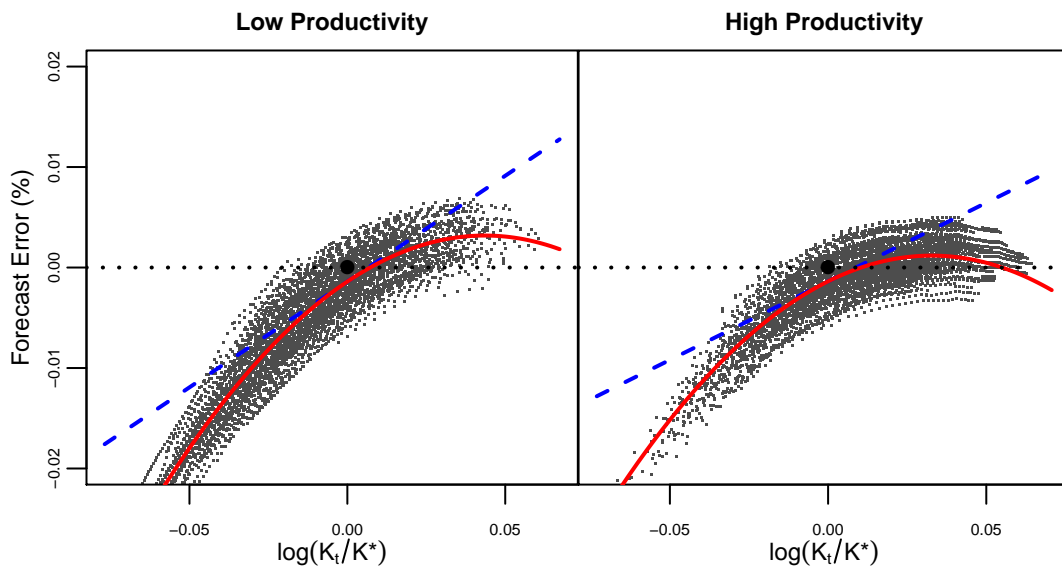 Low Productivity
High Productivity
Forecast Error (%)
0.02
0.01
0.00
−0.01
−0.02
−0.05 0.00 0.05
−0.05 0.00 0.05
log(Kt/K*)
log(Kt/K*)